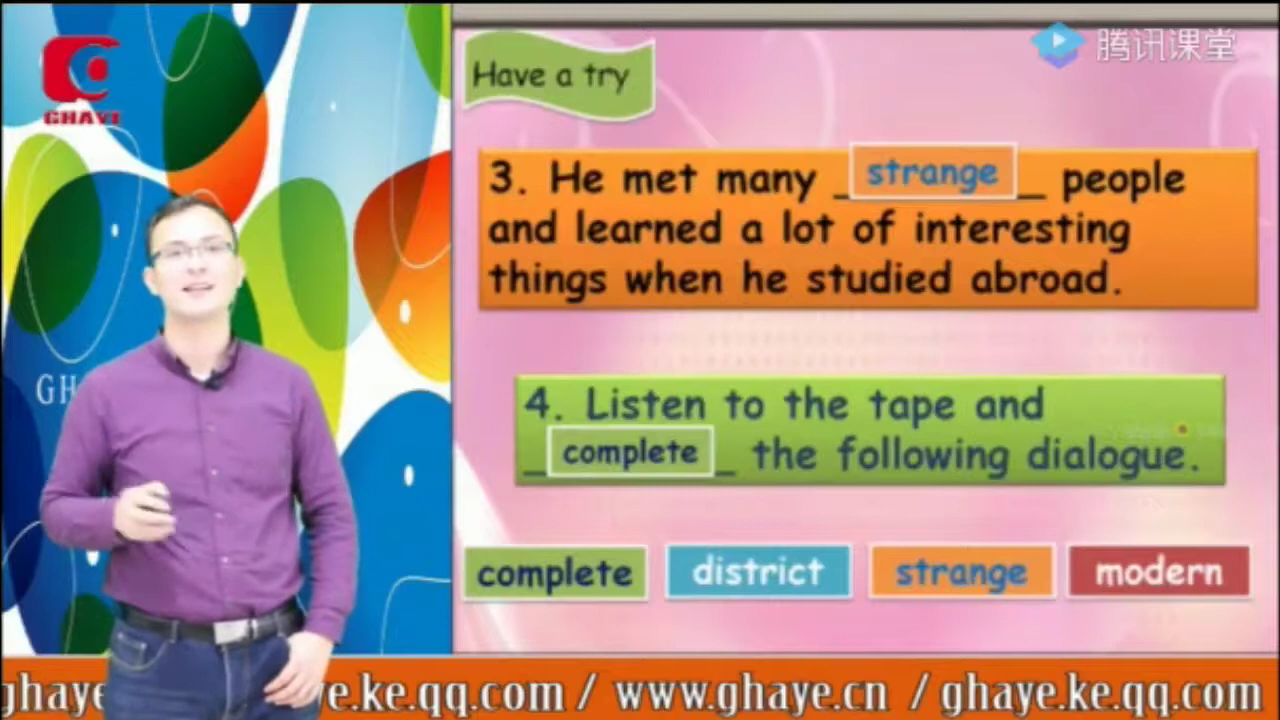 GHAYE
GH
腾讯课堂
Have a try
3. He met many _ strange _ people
and learned a lot of interesting
things when he studied abroad.
4. Listen to the tape and
_ complete _ the following dialogue.
complete
district
strange
modern
ghaye
e.ke.qq.com / www.ghaye.cn / ghaye.ke.qq.com